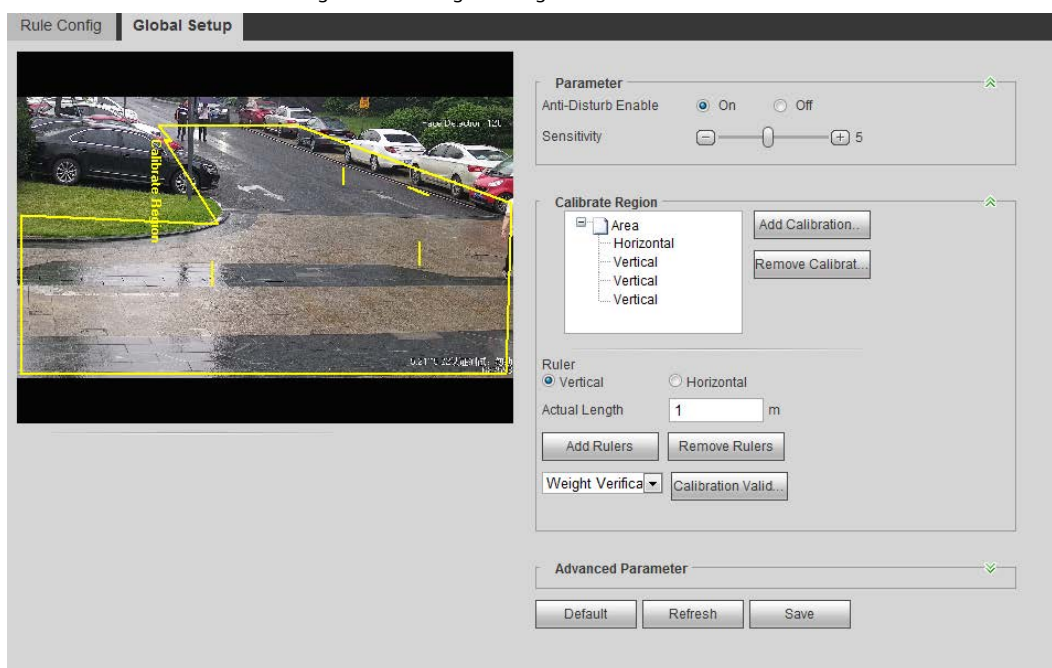 Rule Config Global Setup
Parameter
Anti-Disturb Enable On Off
Sensitivity 5
Calibrate Region
Area
Horizontal
Vertical
Vertical
Vertical
Add Calibration..
Remove Calibrat...
Ruler
Vertical Horizontal
Actual Length 1 m
Add Rulers Remove Rulers
Weight Verifica Calibration Valid...
Advanced Parameter
Default Refresh Save
Calibrate Region